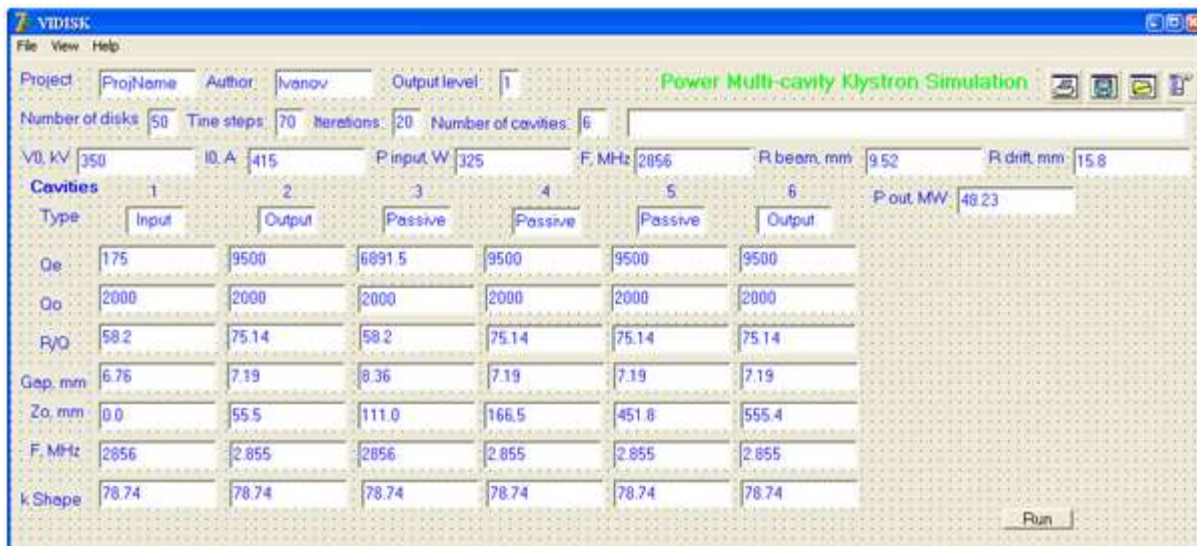 VIDISK
File View Help
Project ProjName Author Ivanov Output level 1 Power Multi-cavity Klystron Simulation
Number of disks 50 Tine steps 70 Iterations 20 Number of cavities 6
V0, kV 350 I0, A 415 P input, W 325 F, MHz 2856 R beam, mm 9.52 R drift, mm 15.8
Cavities 1 2 3 4 5 6 P out, MW 48.23
Type Input Output Passive Passive Passive Output
Qe 175 9500 6891.5 9500 9500 9500
Qo 2000 2000 2000 2000 2000 2000
R/Q 58.2 75.14 58.2 75.14 75.14 75.14
Gap, mm 6.76 7.19 8.36 7.19 7.19 7.19
Zo, mm 0.0 55.5 111.0 166.5 451.8 555.4
F, MHz 2856 2.855 2856 2.855 2.855 2.855
k Shape 78.74 78.74 78.74 78.74 78.74 78.74
Run